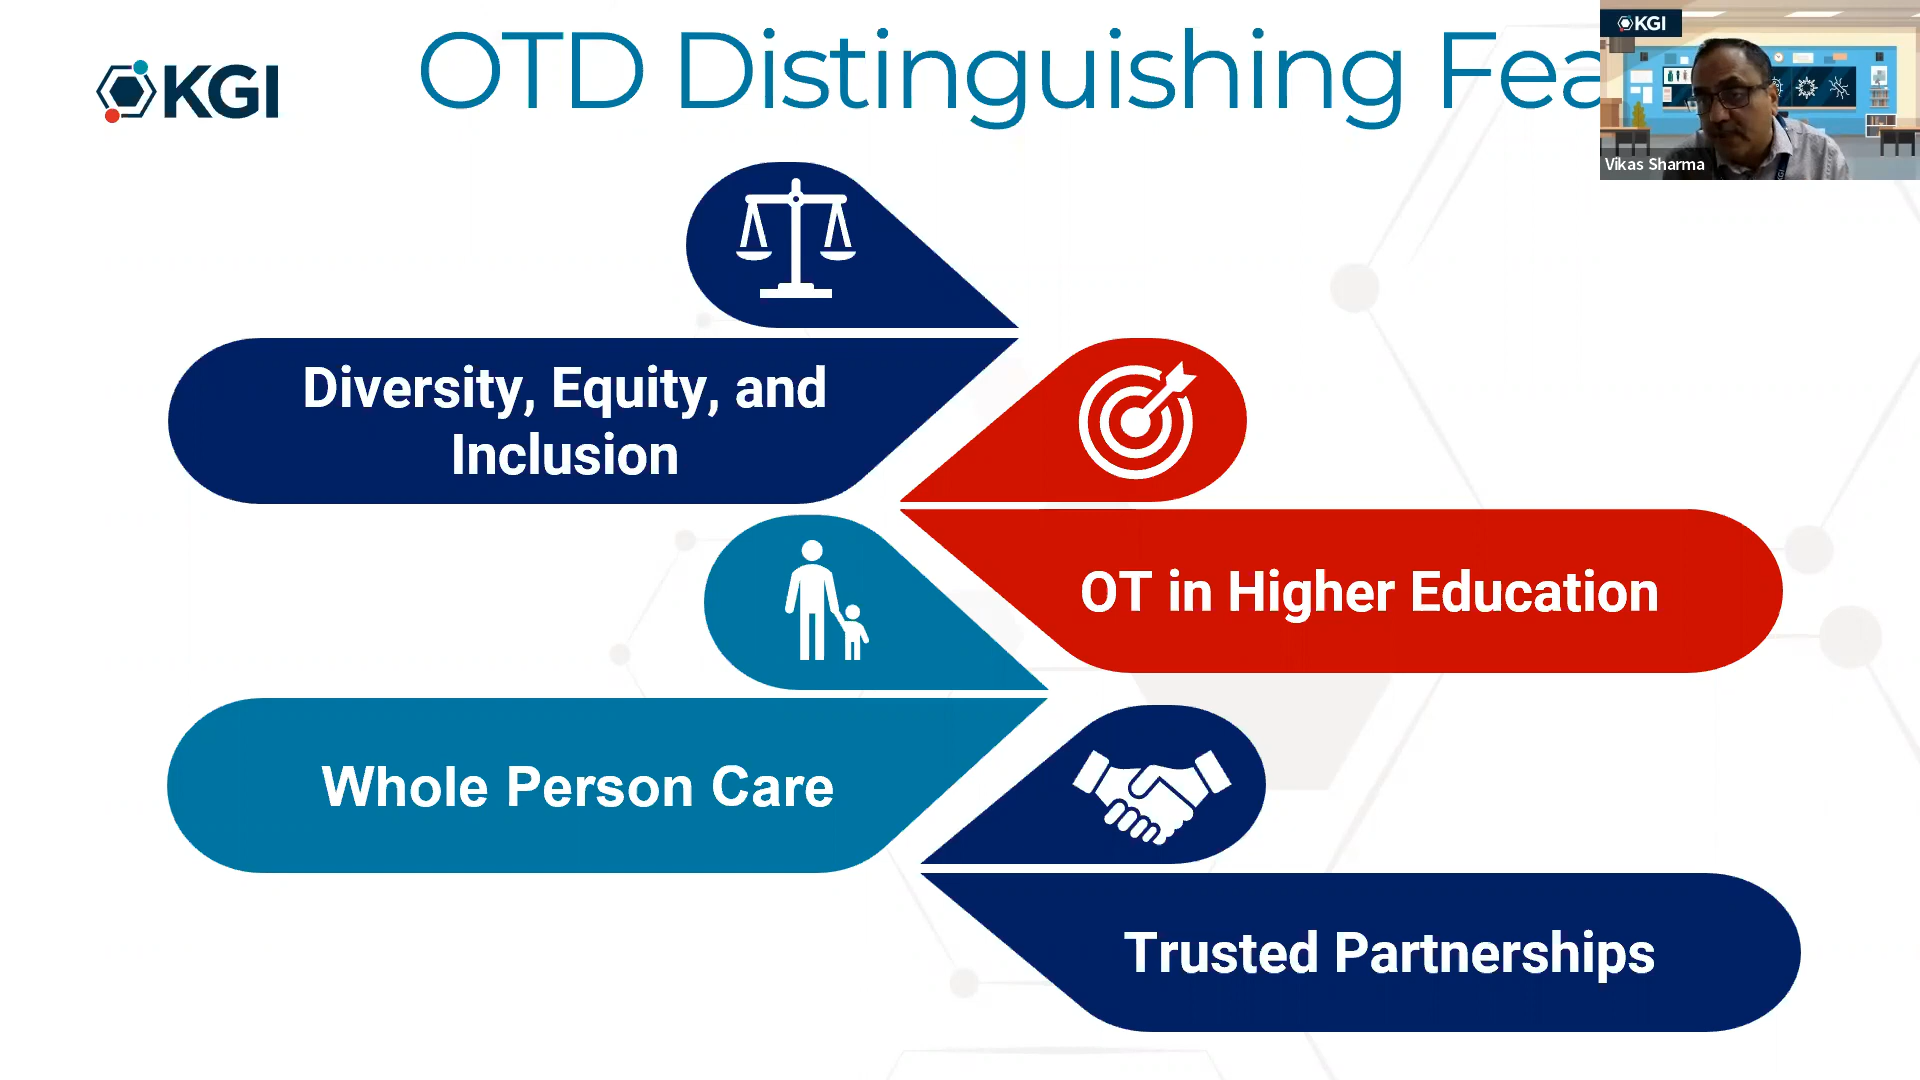 KGI
OTD Distinguishing Fea
KGI
Vikas Sharma
Diversity, Equity, and
Inclusion
OT in Higher Education
Whole Person Care
Trusted Partnerships